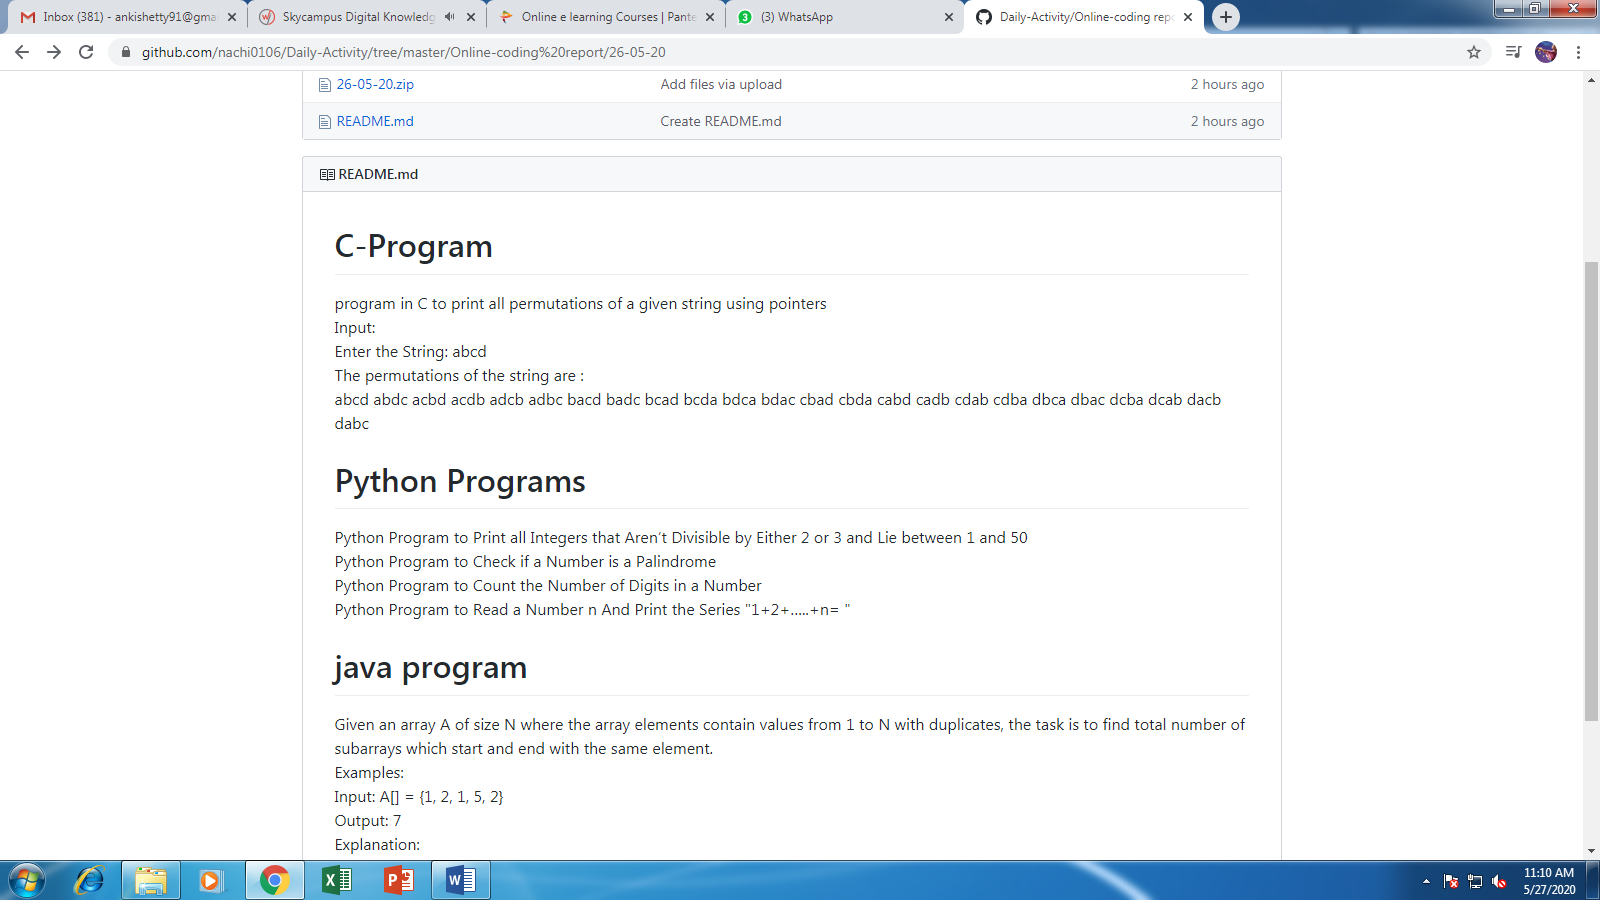 Inbox (381) - ankishetty91@gma
Skycampus Digital Knowledg
Online e learning Courses | Pante
(3) WhatsApp
Daily-Activity/Online-coding rep
github.com/nachi0106/Daily-Activity/tree/master/Online-coding%20report/26-05-20
26-05-20.zip Add files via upload 2 hours ago
README.md Create README.md 2 hours ago
README.md
C-Program
program in C to print all permutations of a given string using pointers
Input:
Enter the String: abcd
The permutations of the string are :
abcd abdc acbd acdb adcb adbc bacd badc bcad bcda bdca bdac cbad cbda cabd cadb cdab cdba dbca dbac dcba dcab dacb
dabc
Python Programs
Python Program to Print all Integers that Aren’t Divisible by Either 2 or 3 and Lie between 1 and 50
Python Program to Check if a Number is a Palindrome
Python Program to Count the Number of Digits in a Number
Python Program to Read a Number n And Print the Series "1+2+.....+n= "
java program
Given an array A of size N where the array elements contain values from 1 to N with duplicates, the task is to find total number of
subarrays which start and end with the same element.
Examples:
Input: A[] = {1, 2, 1, 5, 2}
Output: 7
Explanation:
11:10 AM
5/27/2020